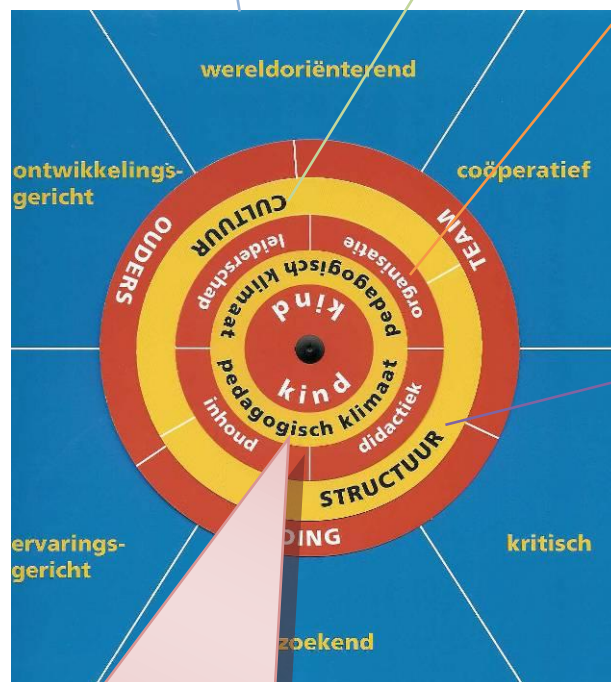 wereldoriënterend
ontwikkelings-
gericht
coöperatief
OUDERS
TEAM
CULTUUR
leiderschap
organisatie
pedagogisch klimaat
kind
kind
pedagogisch klimaat
inhoud
didactiek
STRUCTUUR
DING
ervarings-
gericht
kritisch
zoekend